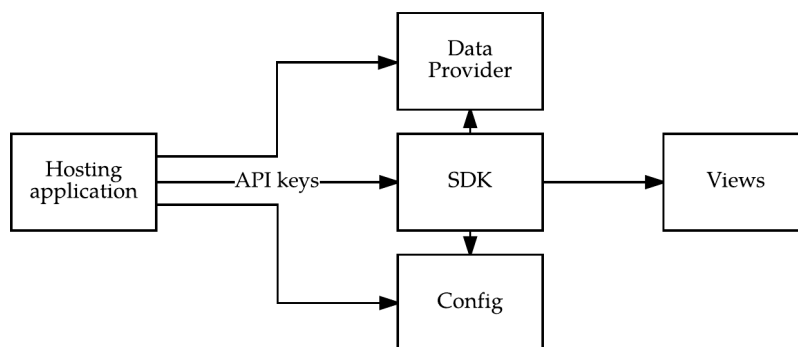 Data
Provider
Hosting
application
API keys
SDK
Views
Config